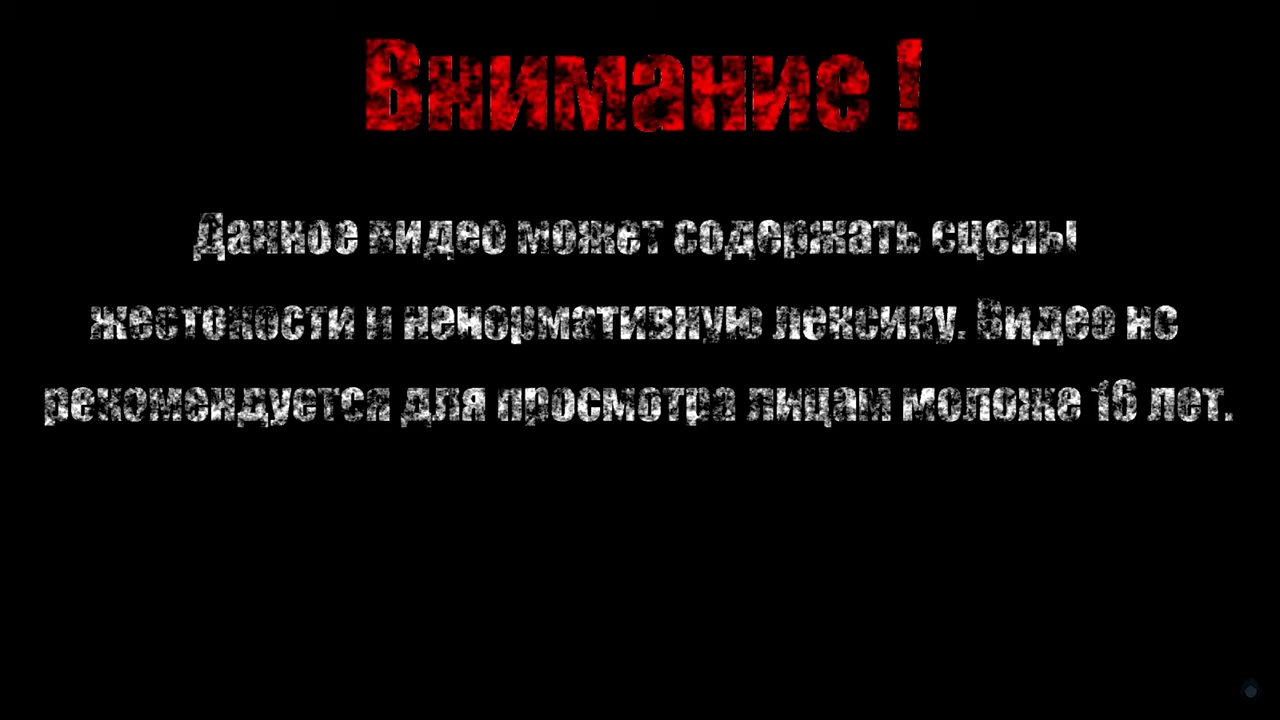 Внимание !
Данное видео может содержать сцены
жестокости и ненормативную лексику. Видео не
рекомендуется для просмотра лицам моложе 16 лет.